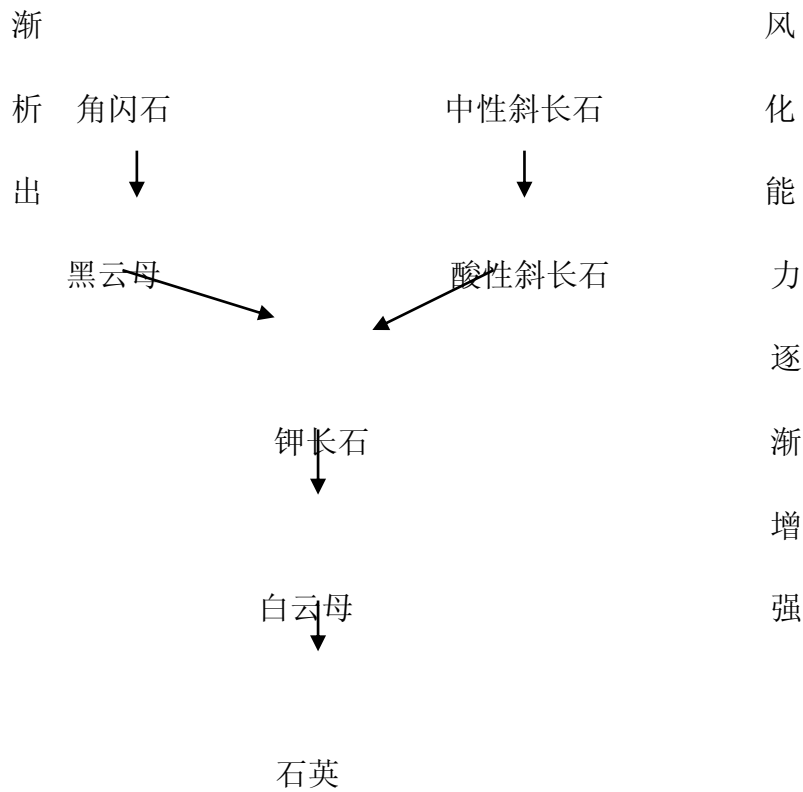 渐 风
析 角闪石 中性斜长石 化
出 能
黑云母 酸性斜长石 力
逐
钾长石 渐
增
白云母 强
石英